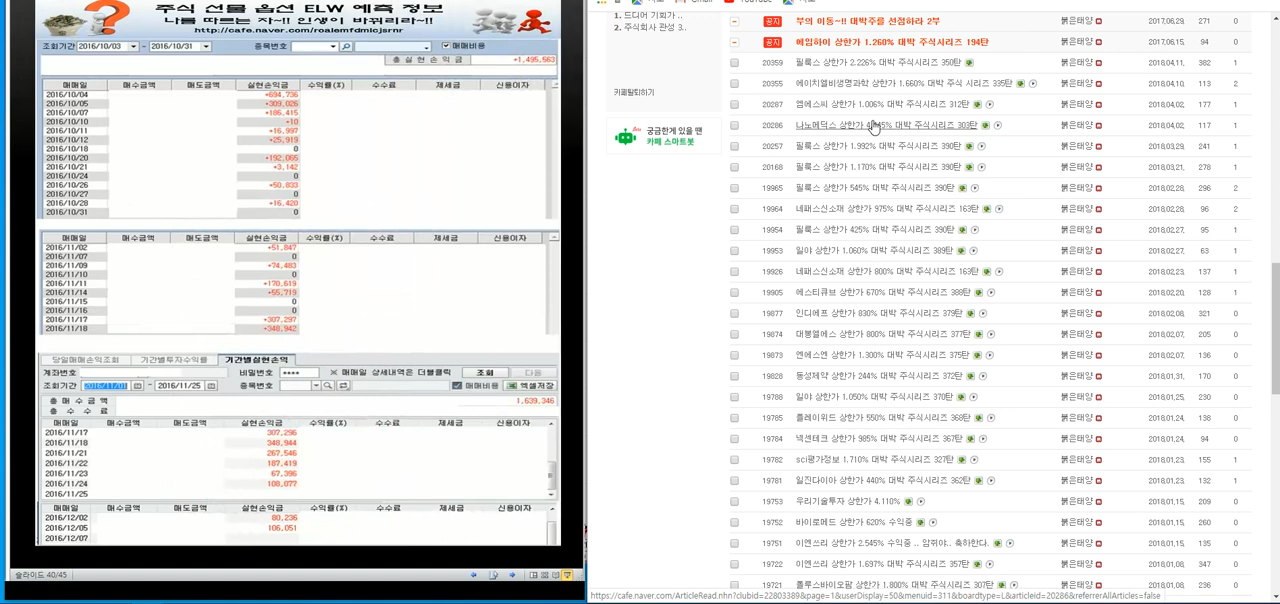 주식 선물 옵션 ELW 예측 정보
나를 따르는 자~!! 인생이 바뀌리라~!!
http://cafe.naver.com/roalemfdmlcjsrnr
조회기간 2016/10/03 ~ 2016/10/31 종목번호 매매비용
총 실 현 손 익 금 +1,495,563
매매일 매수금액 매도금액 실현손익금 수익률(%) 수수료 제세금 신용이자
2016/10/04 +694,736
2016/10/05 +309,026
2016/10/07 +186,415
2016/10/10 +10
2016/10/11 +16,997
2016/10/12 +25,919
2016/10/18 0
2016/10/20 +192,065
2016/10/21 +3,142
2016/10/24 0
2016/10/26 +50,833
2016/10/27 0
2016/10/28 +16,420
2016/10/31 0
매매일 매수금액 매도금액 실현손익금 수익률(%) 수수료 제세금 신용이자
2016/11/02 +51,847
2016/11/07 0
2016/11/09 +74,483
2016/11/10 0
2016/11/11 +170,619
2016/11/14 +55,719
2016/11/15 0
2016/11/16 0
2016/11/17 +307,297
2016/11/18 +348,942
당일매매손익조회 기간별투자수익률 기간별실현손익
계좌번호 비밀번호 **** ※ 매매일 상세내역은 더블클릭 조회 다음
조회기간 2016/11/01 ~ 2016/11/25 종목번호 매매비용 엑셀저장
총 매 수 금 액 1,639,346
총 수 수 료
매매일 매수금액 매도금액 실현손익금 수익률(%) 수수료 제세금 신용이자
2016/11/17 307,296
2016/11/18 348,944
2016/11/21 267,546
2016/11/22 187,419
2016/11/23 67,396
2016/11/24 108,077
2016/11/25
매매일 매수금액 매도금액 실현손익금 수익률(%) 수수료 제세금 신용이자
2016/12/02 80,236
2016/12/05 106,051
2016/12/07
슬라이드 40/45
1. 드디어 기회가 ..
2. 주식회사 완성 3..
카페탈퇴하기
궁금한게 있을 땐
카페 스마트봇
공지 부의 이동~!! 대박주를 선점하라 2부 2017.06.29. 271 0
공지 에임하이 상한가 1.260% 대박 주식시리즈 194탄 2017.06.15. 94 0
20359 필룩스 상한가 2.226% 대박 주식시리즈 350탄 붉은태양 2018.04.11. 382 1
20355 에이치엘비생명과학 상한가 1.660% 대박 주식 시리즈 335탄 붉은태양 2018.04.10. 113 2
20287 엠에스씨 상한가 1.006% 대박 주식시리즈 312탄 붉은태양 2018.04.02. 177 1
20286 나노메딕스 상한가 대박 주식시리즈 303탄 붉은태양 2018.04.02. 117 1
20257 필룩스 상한가 1.992% 대박 주식시리즈 390탄 붉은태양 2018.03.29. 241 1
20168 필룩스 상한가 1.170% 대박 주식시리즈 390탄 붉은태양 2018.03.21. 278 1
19965 필룩스 545% 대박 주식시리즈 390탄 붉은태양 2018.02.28. 296 2
19964 네패스신소재 상한가 975% 대박 주식시리즈 163탄 붉은태양 2018.02.28. 96 2
19954 필룩스 상한가 425% 대박 주식시리즈 390탄 붉은태양 2018.02.27. 95 1
19953 일야 상한가 1.060% 대박 주식시리즈 389탄 붉은태양 2018.02.27. 63 1
19926 네패스신소재 상한가 800% 대박 주식시리즈 163탄 붉은태양 2018.02.23. 137 1
19905 에스티큐브 상한가 670% 대박 주식시리즈 388탄 붉은태양 2018.02.20. 128 1
19877 인디에프 상한가 830% 대박 주식시리즈 379탄 붉은태양 2018.02.08. 321 0
19874 대봉엘에스 상한가 800% 대박 주식시리즈 377탄 붉은태양 2018.02.07. 205 0
19873 엔에스엔 상한가 1.300% 대박 주식시리즈 375탄 붉은태양 2018.02.07. 136 0
19828 동성제약 상한가 244% 대박 주식시리즈 372탄 붉은태양 2018.01.31. 170 0
19788 일야 상한가 1.050% 대박 주식시리즈 370탄 붉은태양 2018.01.25. 230 0
19785 플레이위드 상한가 550% 대박 주식시리즈 368탄 붉은태양 2018.01.24. 138 0
19784 넥센테크 상한가 985% 대박 주식시리즈 367탄 붉은태양 2018.01.24. 94 0
19782 sci평가정보 1.710% 대박 주식시리즈 327탄 붉은태양 2018.01.23. 155 1
19781 일진다이아 상한가 440% 대박 주식시리즈 362탄 붉은태양 2018.01.23. 132 1
19753 우리기술투자 상한가 4.110% 붉은태양 2018.01.15. 209 0
19752 바이로메드 상한가 620% 수익중 붉은태양 2018.01.15. 260 0
19751 이엔쓰리 상한가 2.545% 수익중 .. 앗쥐야.. 축하한다. 붉은태양 2018.01.15. 135 0
19722 이엔쓰리 상한가 1.697% 대박 주식시리즈 357탄 붉은태양 2018.01.08. 347 0
19721 플루스바이오팜 상한가 1.800% 대박 주식시리즈 307탄 붉은태양 2018.01.08. 236 0
https://cafe.naver.com/ArticleRead.nhn?clubid=22803389&page=1&userDisplay=50&menuid=311&boardtype=L&articleid=20286&referrerAllArticles=false